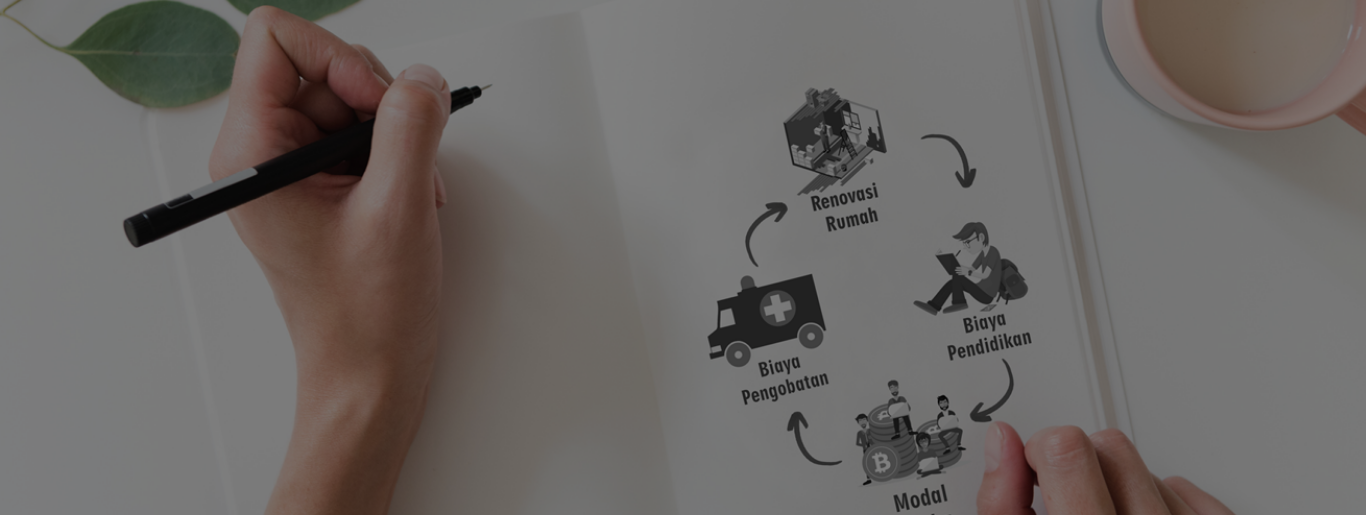 Renovasi
Rumah
Biaya
Pendidikan
Biaya
Pengobatan
Modal